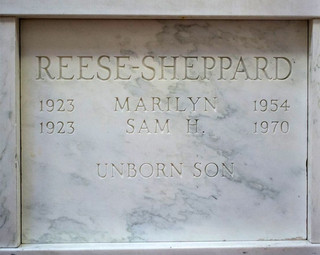 REESE-SHEPPARD
1923 MARILYN 1954
1923 SAM H. 1970
UNBORN SON